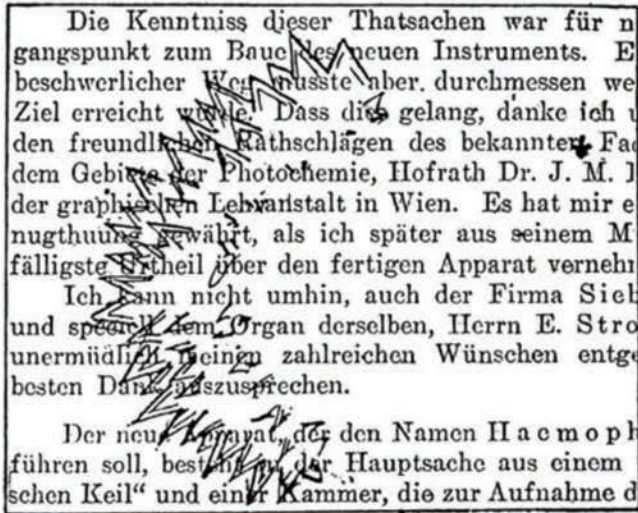 Die Kenntniss dieser Thatsachen war für n
gangspunkt zum Baue des neuen Instruments. E
beschwerlicher Weg musste aber durchmessen we
Ziel erreicht wurde. Dass dies gelang, danke ich u
den freundlichen Rathschlägen des bekannten Fac
dem Gebiete der Photochemie, Hofrath Dr. J. M.
der graphischen Lehranstalt in Wien. Es hat mir e
nugthuung gewährt, als ich später aus seinem M
fälligste Urtheil über den fertigen Apparat vernehm
Ich kann nicht umhin, auch der Firma Sieb
und speciell dem Organ derselben, Herrn E. Stro
unermüdlich meinen zahlreichen Wünschen entge
besten Dank auszusprechen.
Der neue Apparat, der den Namen Haemoph
führen soll, besteht in der Hauptsache aus einem
schen Keil“ und einer Kammer, die zur Aufnahme d